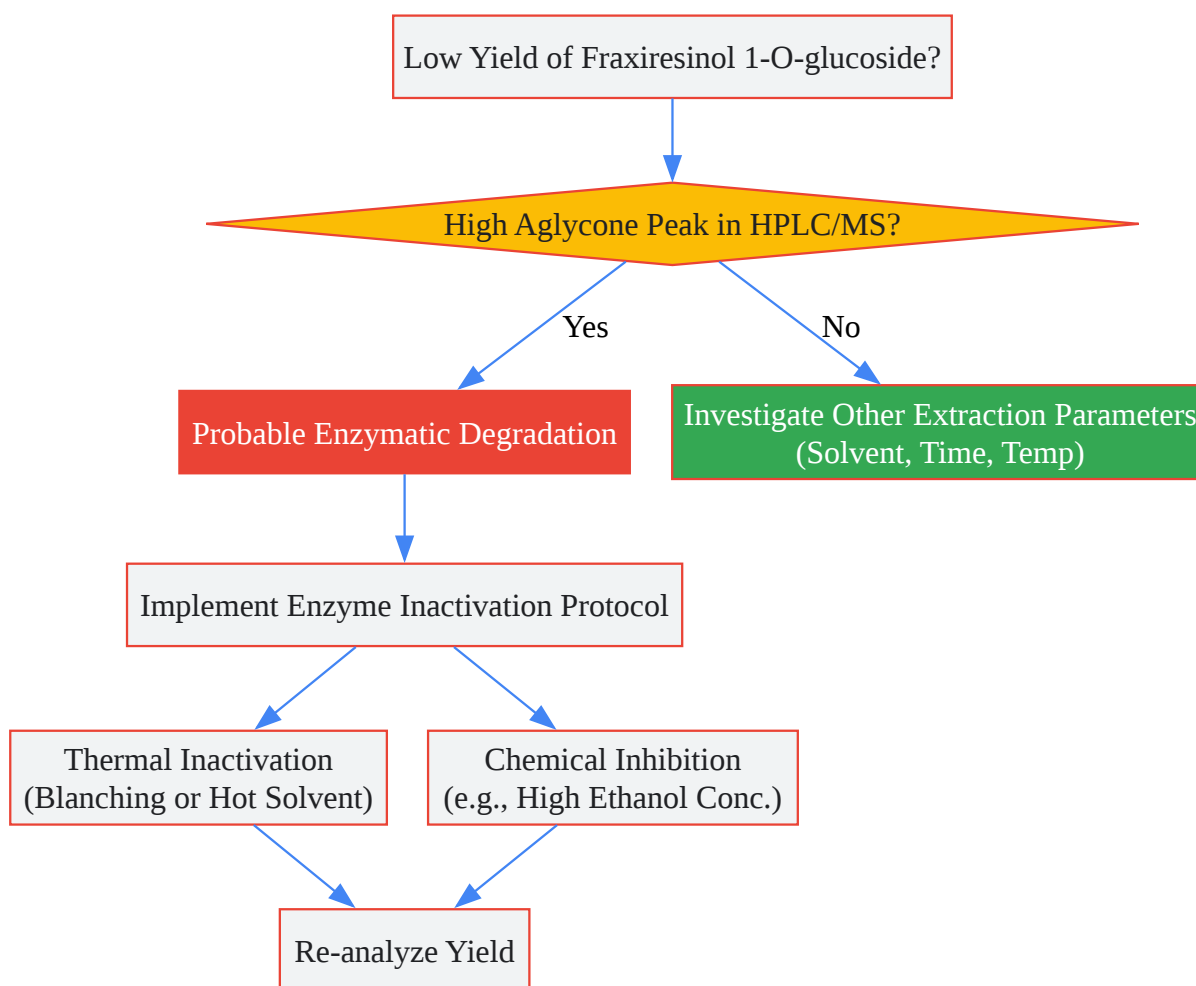 Low Yield of Fraxiresinol 1-O-glucoside?
High Aglycone Peak in HPLC/MS?
Yes
No
Probable Enzymatic Degradation
Investigate Other Extraction Parameters
(Solvent, Time, Temp)
Implement Enzyme Inactivation Protocol
Thermal Inactivation
(Blanching or Hot Solvent)
Chemical Inhibition
(e.g., High Ethanol Conc.)
Re-analyze Yield